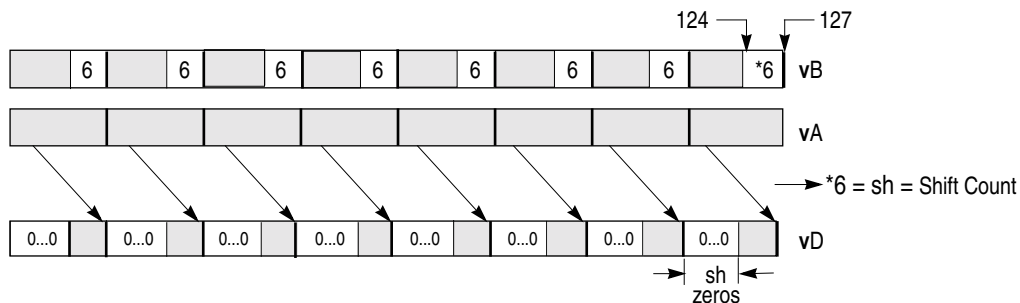 124 127
6 6 6 6 6 6 6 *6 vB
vA
*6 = sh = Shift Count
0...0 0...0 0...0 0...0 0...0 0...0 0...0 0...0 vD
sh
zeros